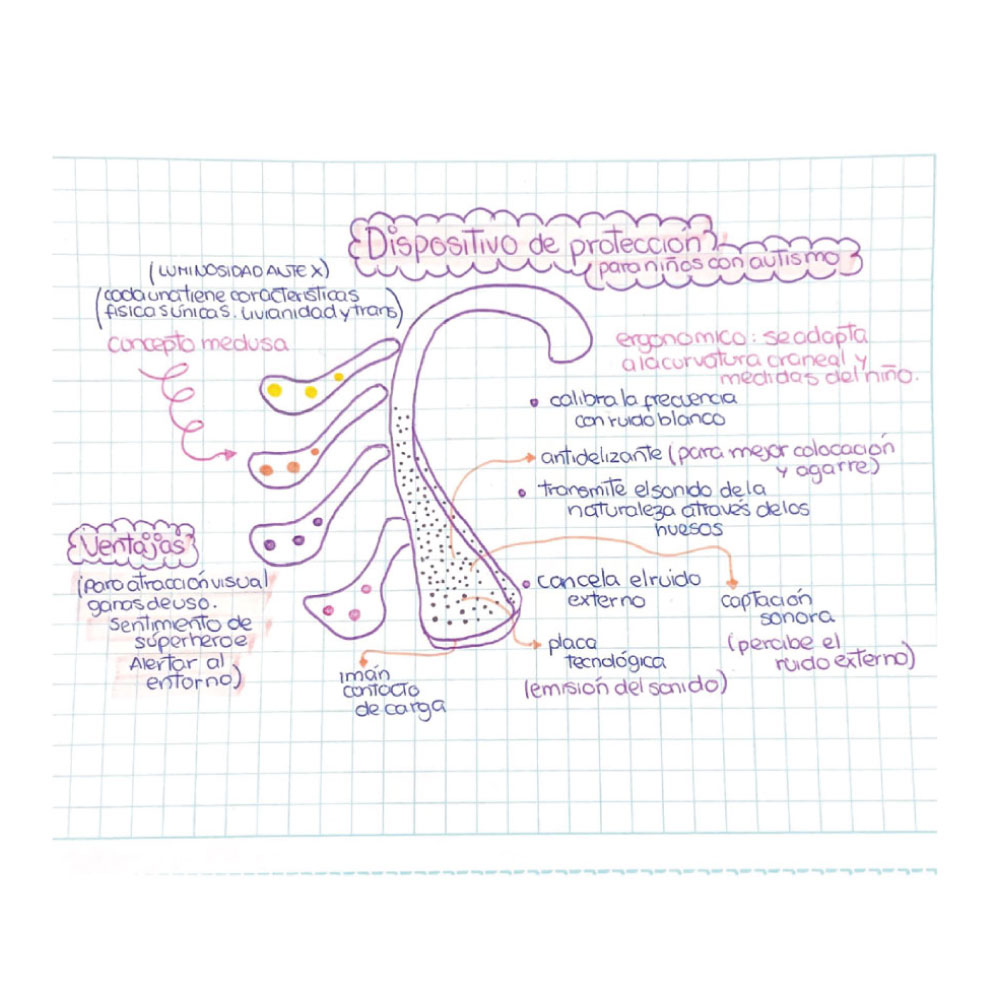 Dispositivo de protección
para niños con autismo
(LUMINOSIDAD ANTE X)
(cada una tiene características
físicas únicas. livianidad y trans)
concepto medusa
ergonomico: se adapta
a la curvatura craneal y
medidas del niño.
• calibra la frecuencia
con ruido blanco
antidelizante (para mejor colocación
y agarre)
• transmite el sonido de la
naturaleza através de los
huesos
Ventajas
(para atracción visual
ganas de uso.
sentimiento de
superheroe
Alertar al
entorno)
• cancela el ruido
externo
captación
sonora
(percibe el
ruido externo)
placa
tecnológica
(emisión del sonido)
imán
contacto
de carga